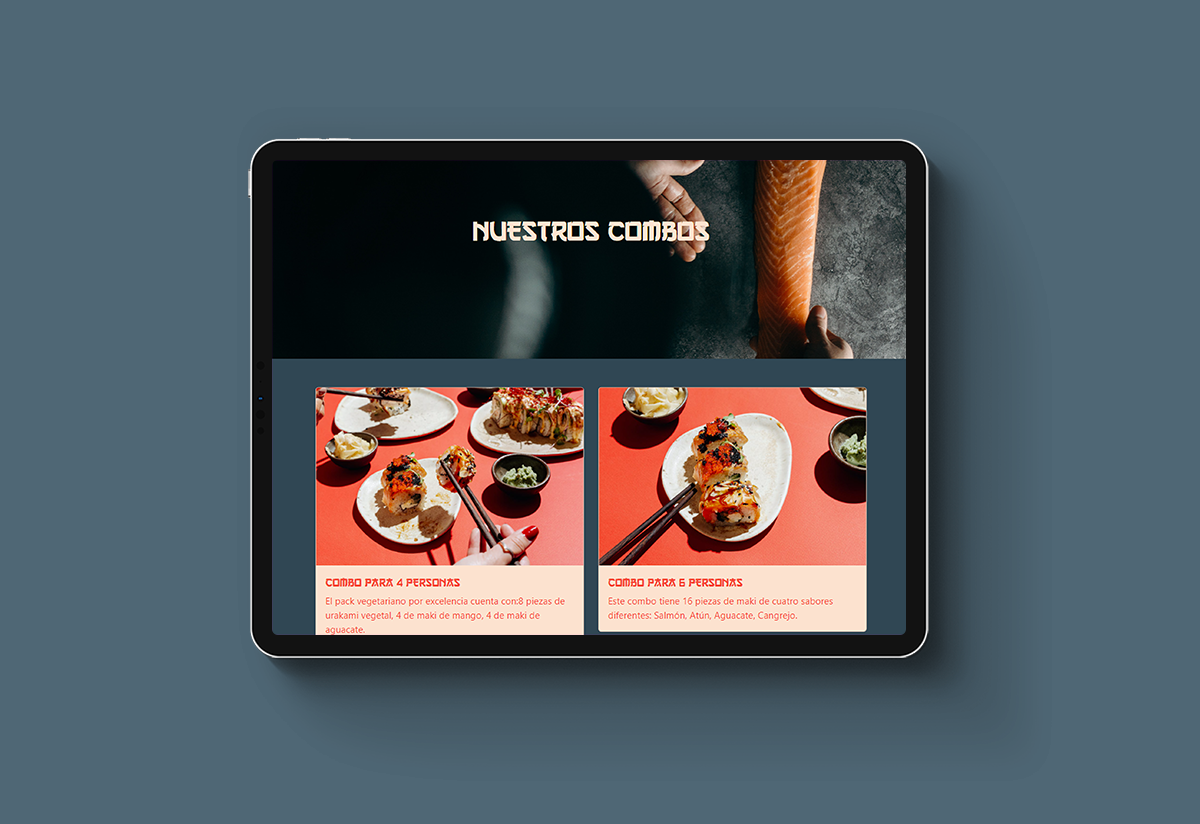 NUESTROS COMBOS
COMBO PARA 4 PERSONAS
El pack vegetariano por excelencia cuenta con:8 piezas de
urakami vegetal, 4 de maki de mango, 4 de maki de
aguacate.
COMBO PARA 6 PERSONAS
Este combo tiene 16 piezas de maki de cuatro sabores
diferentes: Salmón, Atún, Aguacate, Cangrejo.